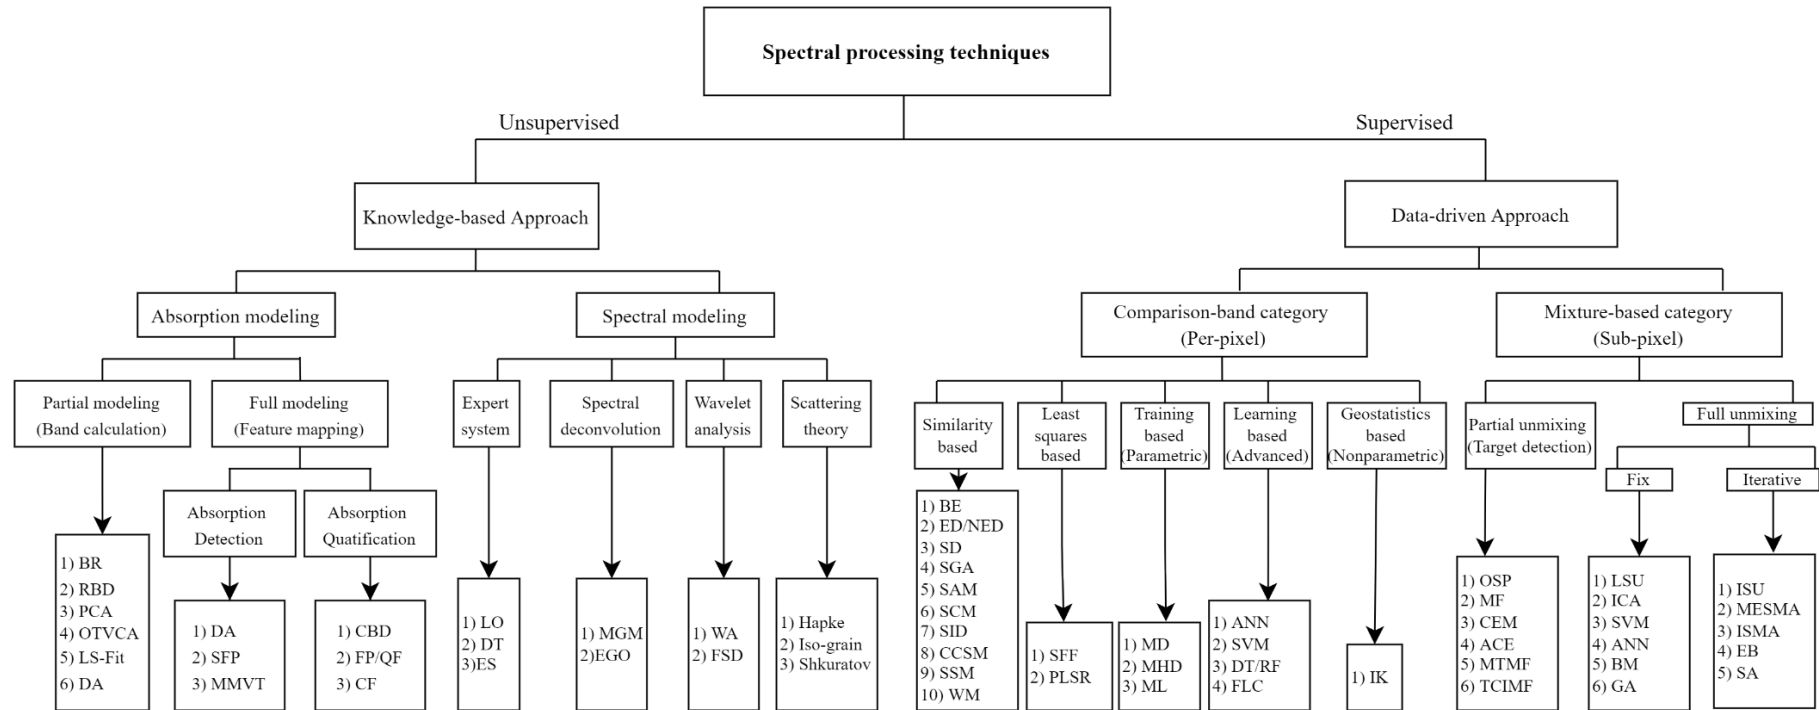 Spectral processing techniques
Unsupervised
Supervised
Knowledge-based Approach
Data-driven Approach
Absorption modeling
Spectral modeling
Comparison-band category
(Per-pixel)
Mixture-based category
(Sub-pixel)
Partial modeling
(Band calculation)
Full modeling
(Feature mapping)
Expert
system
Spectral
deconvolution
Wavelet
analysis
Scattering
theory
Similarity
based
Least
squares
based
Training
based
(Parametric)
Learning
based
(Advanced)
Geostatistics
based
(Nonparametric)
Partial unmixing
(Target detection)
Full unmixing
Fix
Iterative
Absorption
Detection
Absorption
Quatification
1) BR
2) RBD
3) PCA
4) OTVCA
5) LS-Fit
6) DA
1) DA
2) SFP
3) MMVT
1) CBD
2) FP/QF
3) CF
1) LO
2) DT
3)ES
1) MGM
2)EGO
1) WA
2) FSD
1) Hapke
2) Iso-grain
3) Shkuratov
1) BE
2) ED/NED
3) SD
4) SGA
5) SAM
6) SCM
7) SID
8) CCSM
9) SSM
10) WM
1) SFF
2) PLSR
1) MD
2) MHD
3) ML
1) ANN
2) SVM
3) DT/RF
4) FLC
1) IK
1) OSP
2) MF
3) CEM
4) ACE
5) MTMF
6) TCIMF
1) LSU
2) ICA
3) SVM
4) ANN
5) BM
6) GA
1) ISU
2) MESMA
3) ISMA
4) EB
5) SA